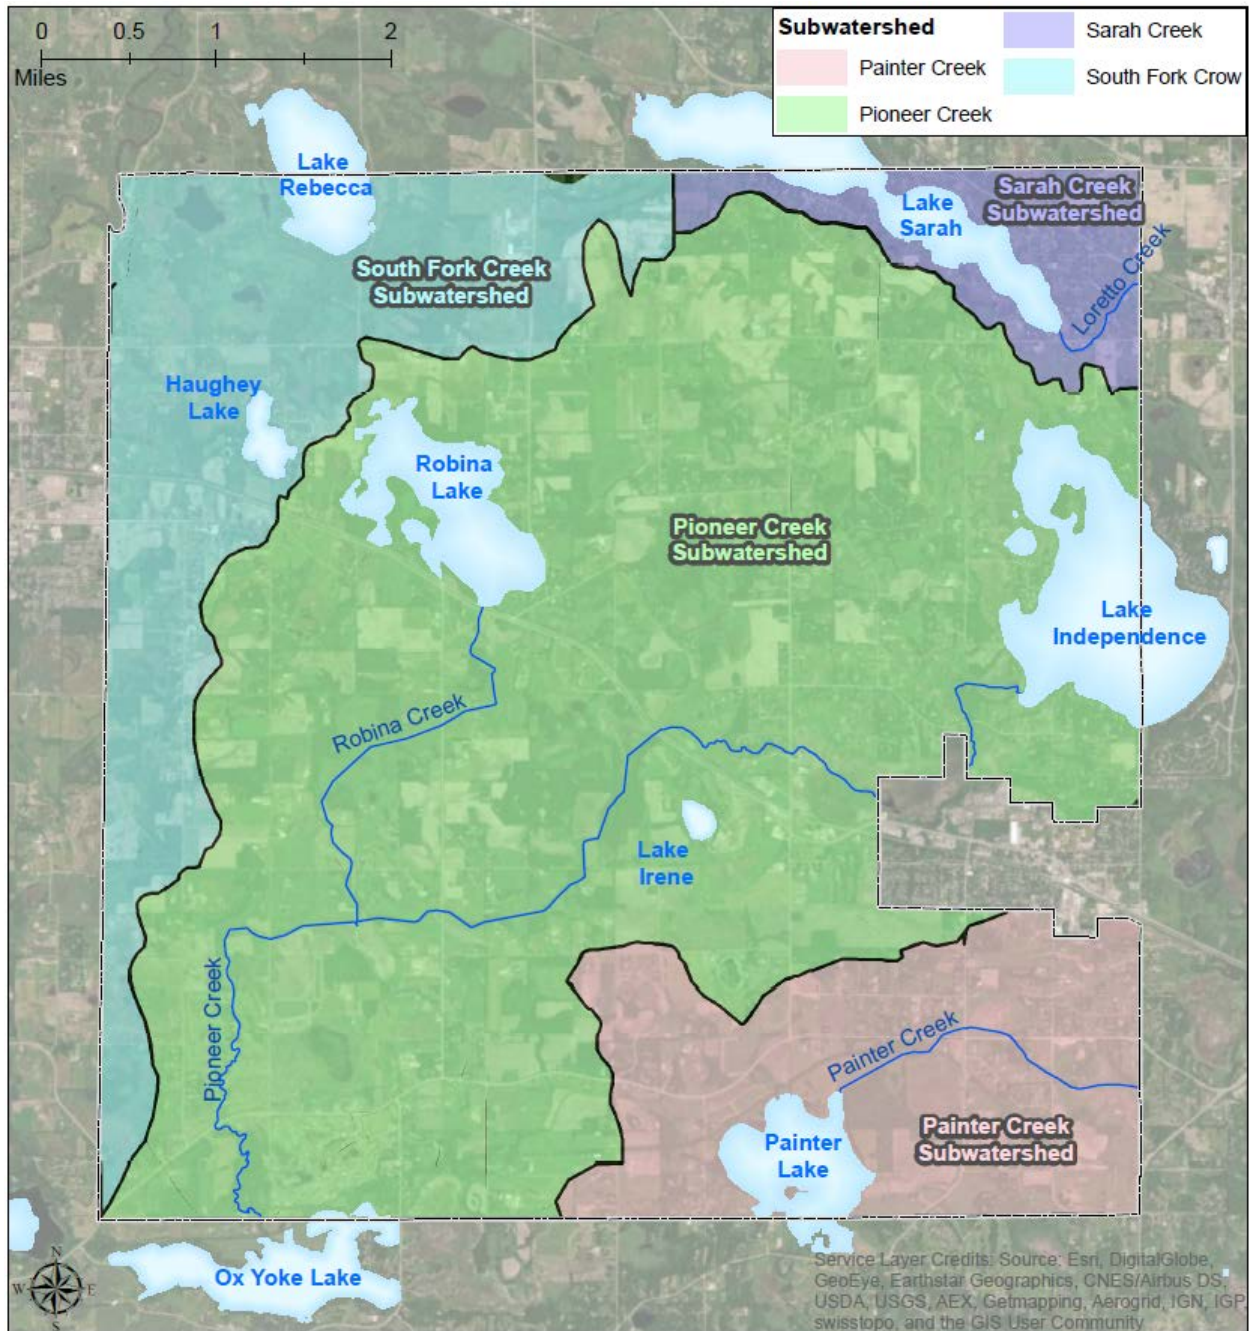 0 0.5 1 2
Miles
Subwatershed
Painter Creek
Pioneer Creek
Sarah Creek
South Fork Crow
Lake
Rebecca
Lake
Sarah
Sarah Creek
Subwatershed
Loretto Creek
South Fork Creek
Subwatershed
Haughey
Lake
Robina
Lake
Pioneer Creek
Subwatershed
Lake
Independence
Robina Creek
Lake
Irene
Pioneer Creek
Painter Creek
Painter Creek
Subwatershed
Painter
Lake
Ox Yoke Lake
N
W E
S
Service Layer Credits: Source: Esri, DigitalGlobe,
GeoEye, Earthstar Geographics, CNES/Airbus DS,
USDA, USGS, AEX, Getmapping, Aerogrid, IGN, IGP,
swisstopo, and the GIS User Community